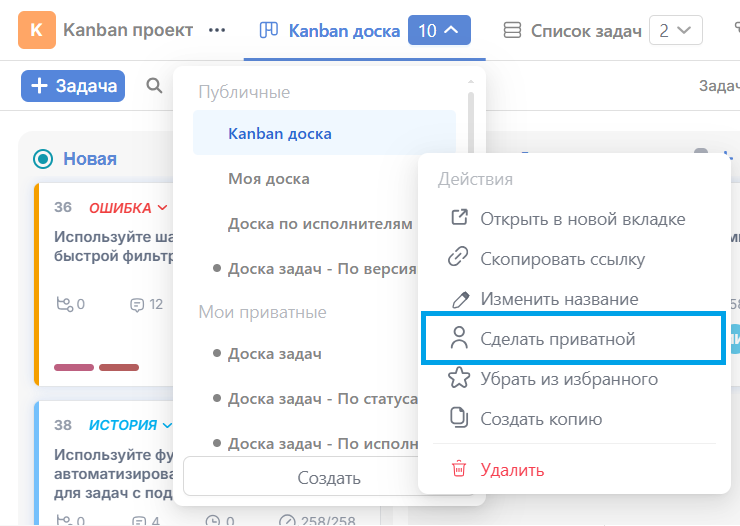 K Kanban проект ... Kanban доска 10 Список задач 2
+ Задача
Публичные
Kanban доска
Моя доска
Доска по исполнителям
Доска задач - По версия
Мои приватные
Доска задач
Доска задач - По статуса
Доска задач - По исполн
Создать
Действия
Открыть в новой вкладке
Скопировать ссылку
Изменить название
Сделать приватной
Убрать из избранного
Создать копию
Удалить
Новая
36 ОШИБКА
Используйте ша
быстрой фильтр
0 12
38 ИСТОРИЯ
Используйте фу
автоматизирова
для задач с под
0 4 0 258/258